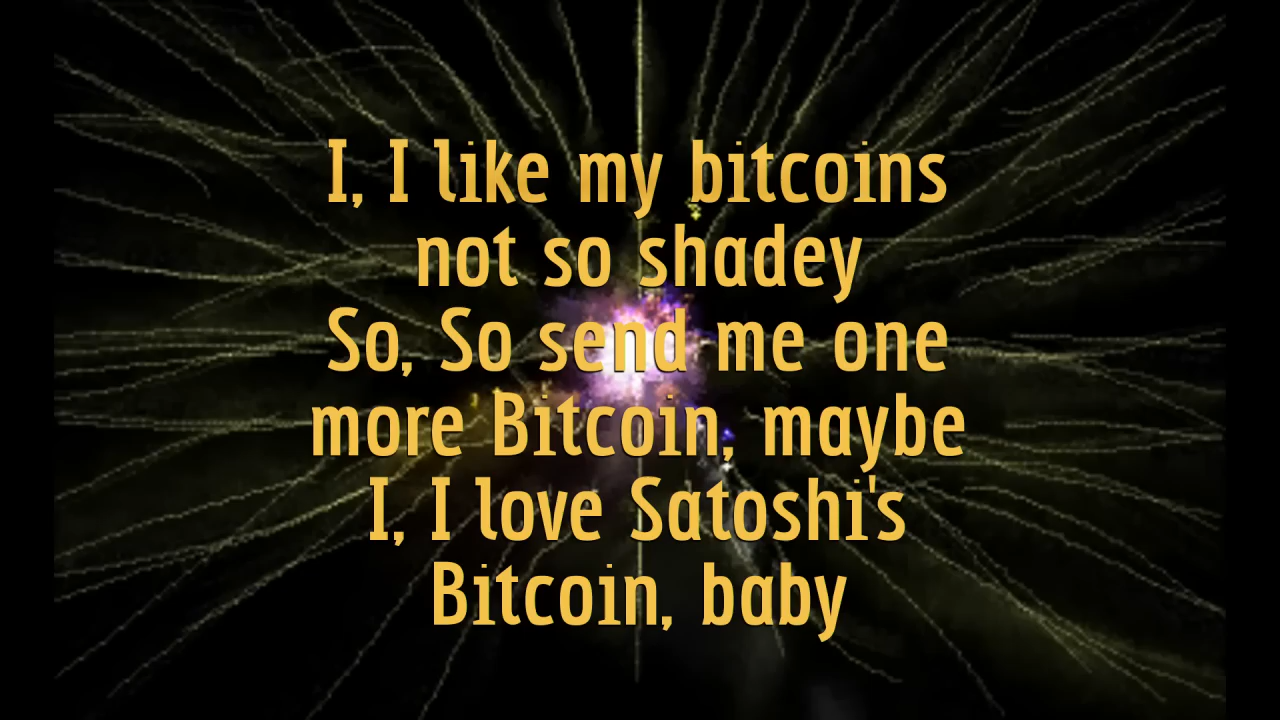 I, I like my bitcoins
not so shadey
So, So send me one
more Bitcoin, maybe
I, I love Satoshi's
Bitcoin, baby